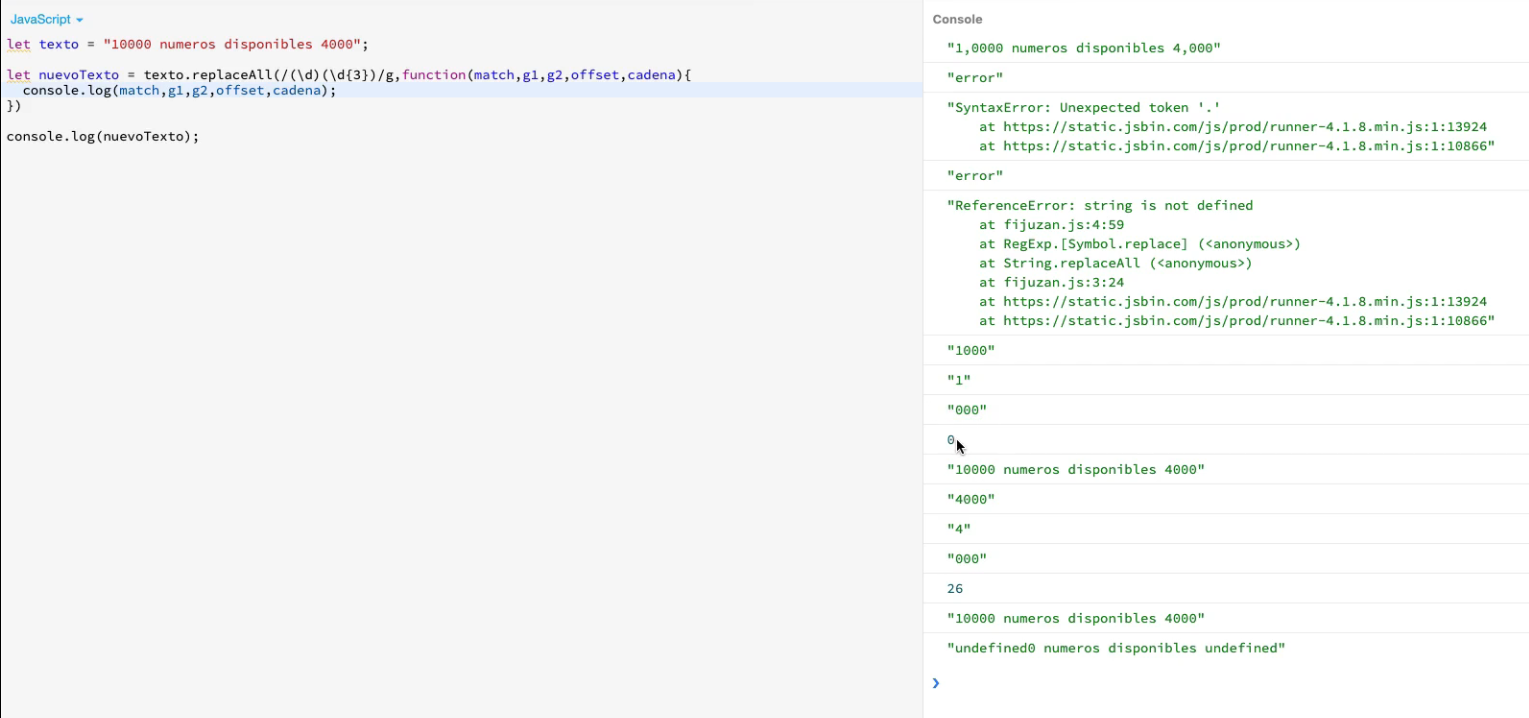 JavaScript
let texto = "10000 numeros disponibles 4000";
let nuevoTexto = texto.replaceAll(/(\d)(\d{3})/g,function(match,g1,g2,offset,cadena){
console.log(match,g1,g2,offset,cadena);
})
console.log(nuevoTexto);
Console
"1,0000 numeros disponibles 4,000"
"error"
"SyntaxError: Unexpected token '.'
at https://static.jsbin.com/js/prod/runner-4.1.8.min.js:1:13924
at https://static.jsbin.com/js/prod/runner-4.1.8.min.js:1:10866"
"error"
"ReferenceError: string is not defined
at fijuzan.js:4:59
at RegExp.[Symbol.replace] (<anonymous>)
at String.replaceAll (<anonymous>)
at fijuzan.js:3:24
at https://static.jsbin.com/js/prod/runner-4.1.8.min.js:1:13924
at https://static.jsbin.com/js/prod/runner-4.1.8.min.js:1:10866"
"1000"
"1"
"000"
0
"10000 numeros disponibles 4000"
"4000"
"4"
"000"
26
"10000 numeros disponibles 4000"
"undefined0 numeros disponibles undefined"